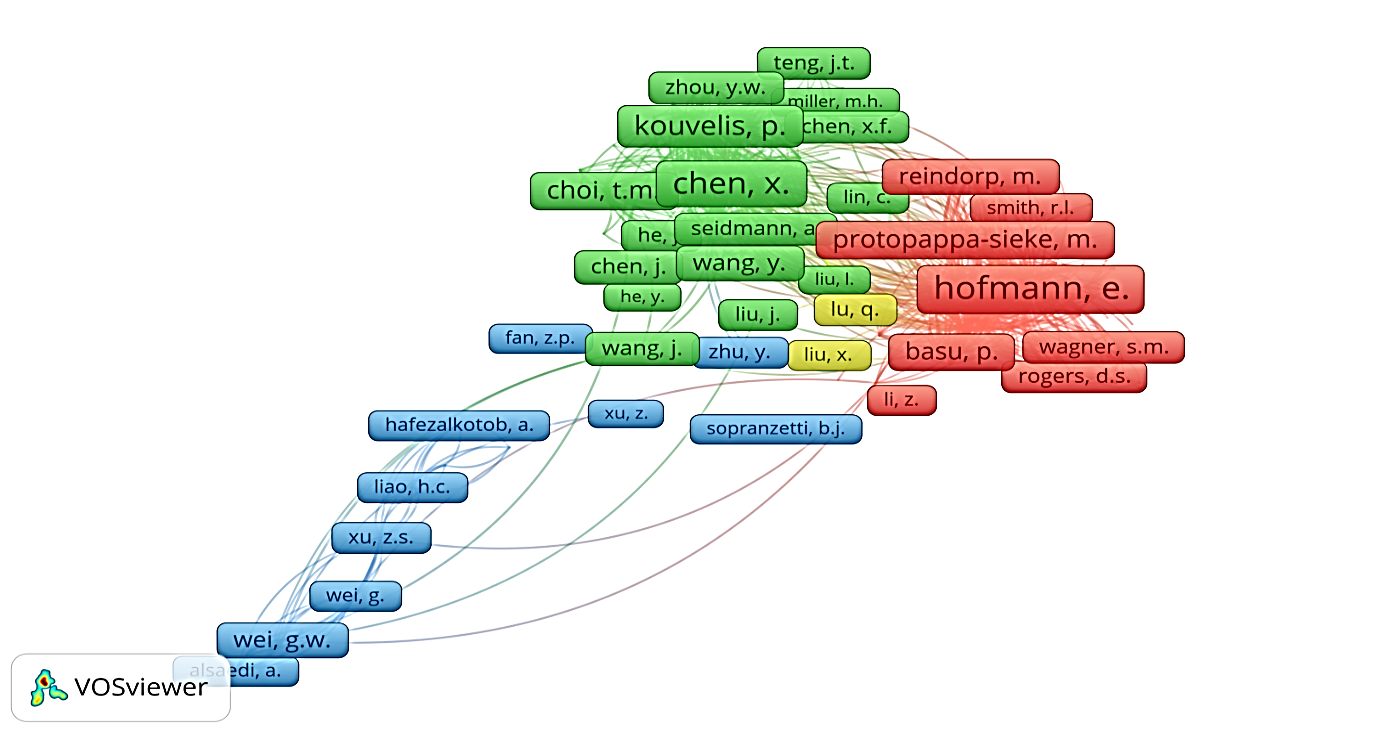 teng, j.t.
zhou, y.w.
miller, m.h.
kouvelis, p.
chen, x.f.
reindorp, m.
chen, x.
choi, t.m.
lin, c.
smith, r.l.
seidmann, a
he, j
protopappa-sieke, m.
wang, y.
chen, j.
liu, l.
hofmann, e.
he, y.
lu, q.
liu, j.
fan, z.p.
wang, j.
zhu, y.
liu, x.
basu, p.
wagner, s.m.
rogers, d.s.
li, z.
xu, z.
hafezalkotob, a.
sopranzetti, b.j.
liao, h.c.
xu, z.s.
wei, g.
wei, g.w.
alsaedi, a.
VOSviewer